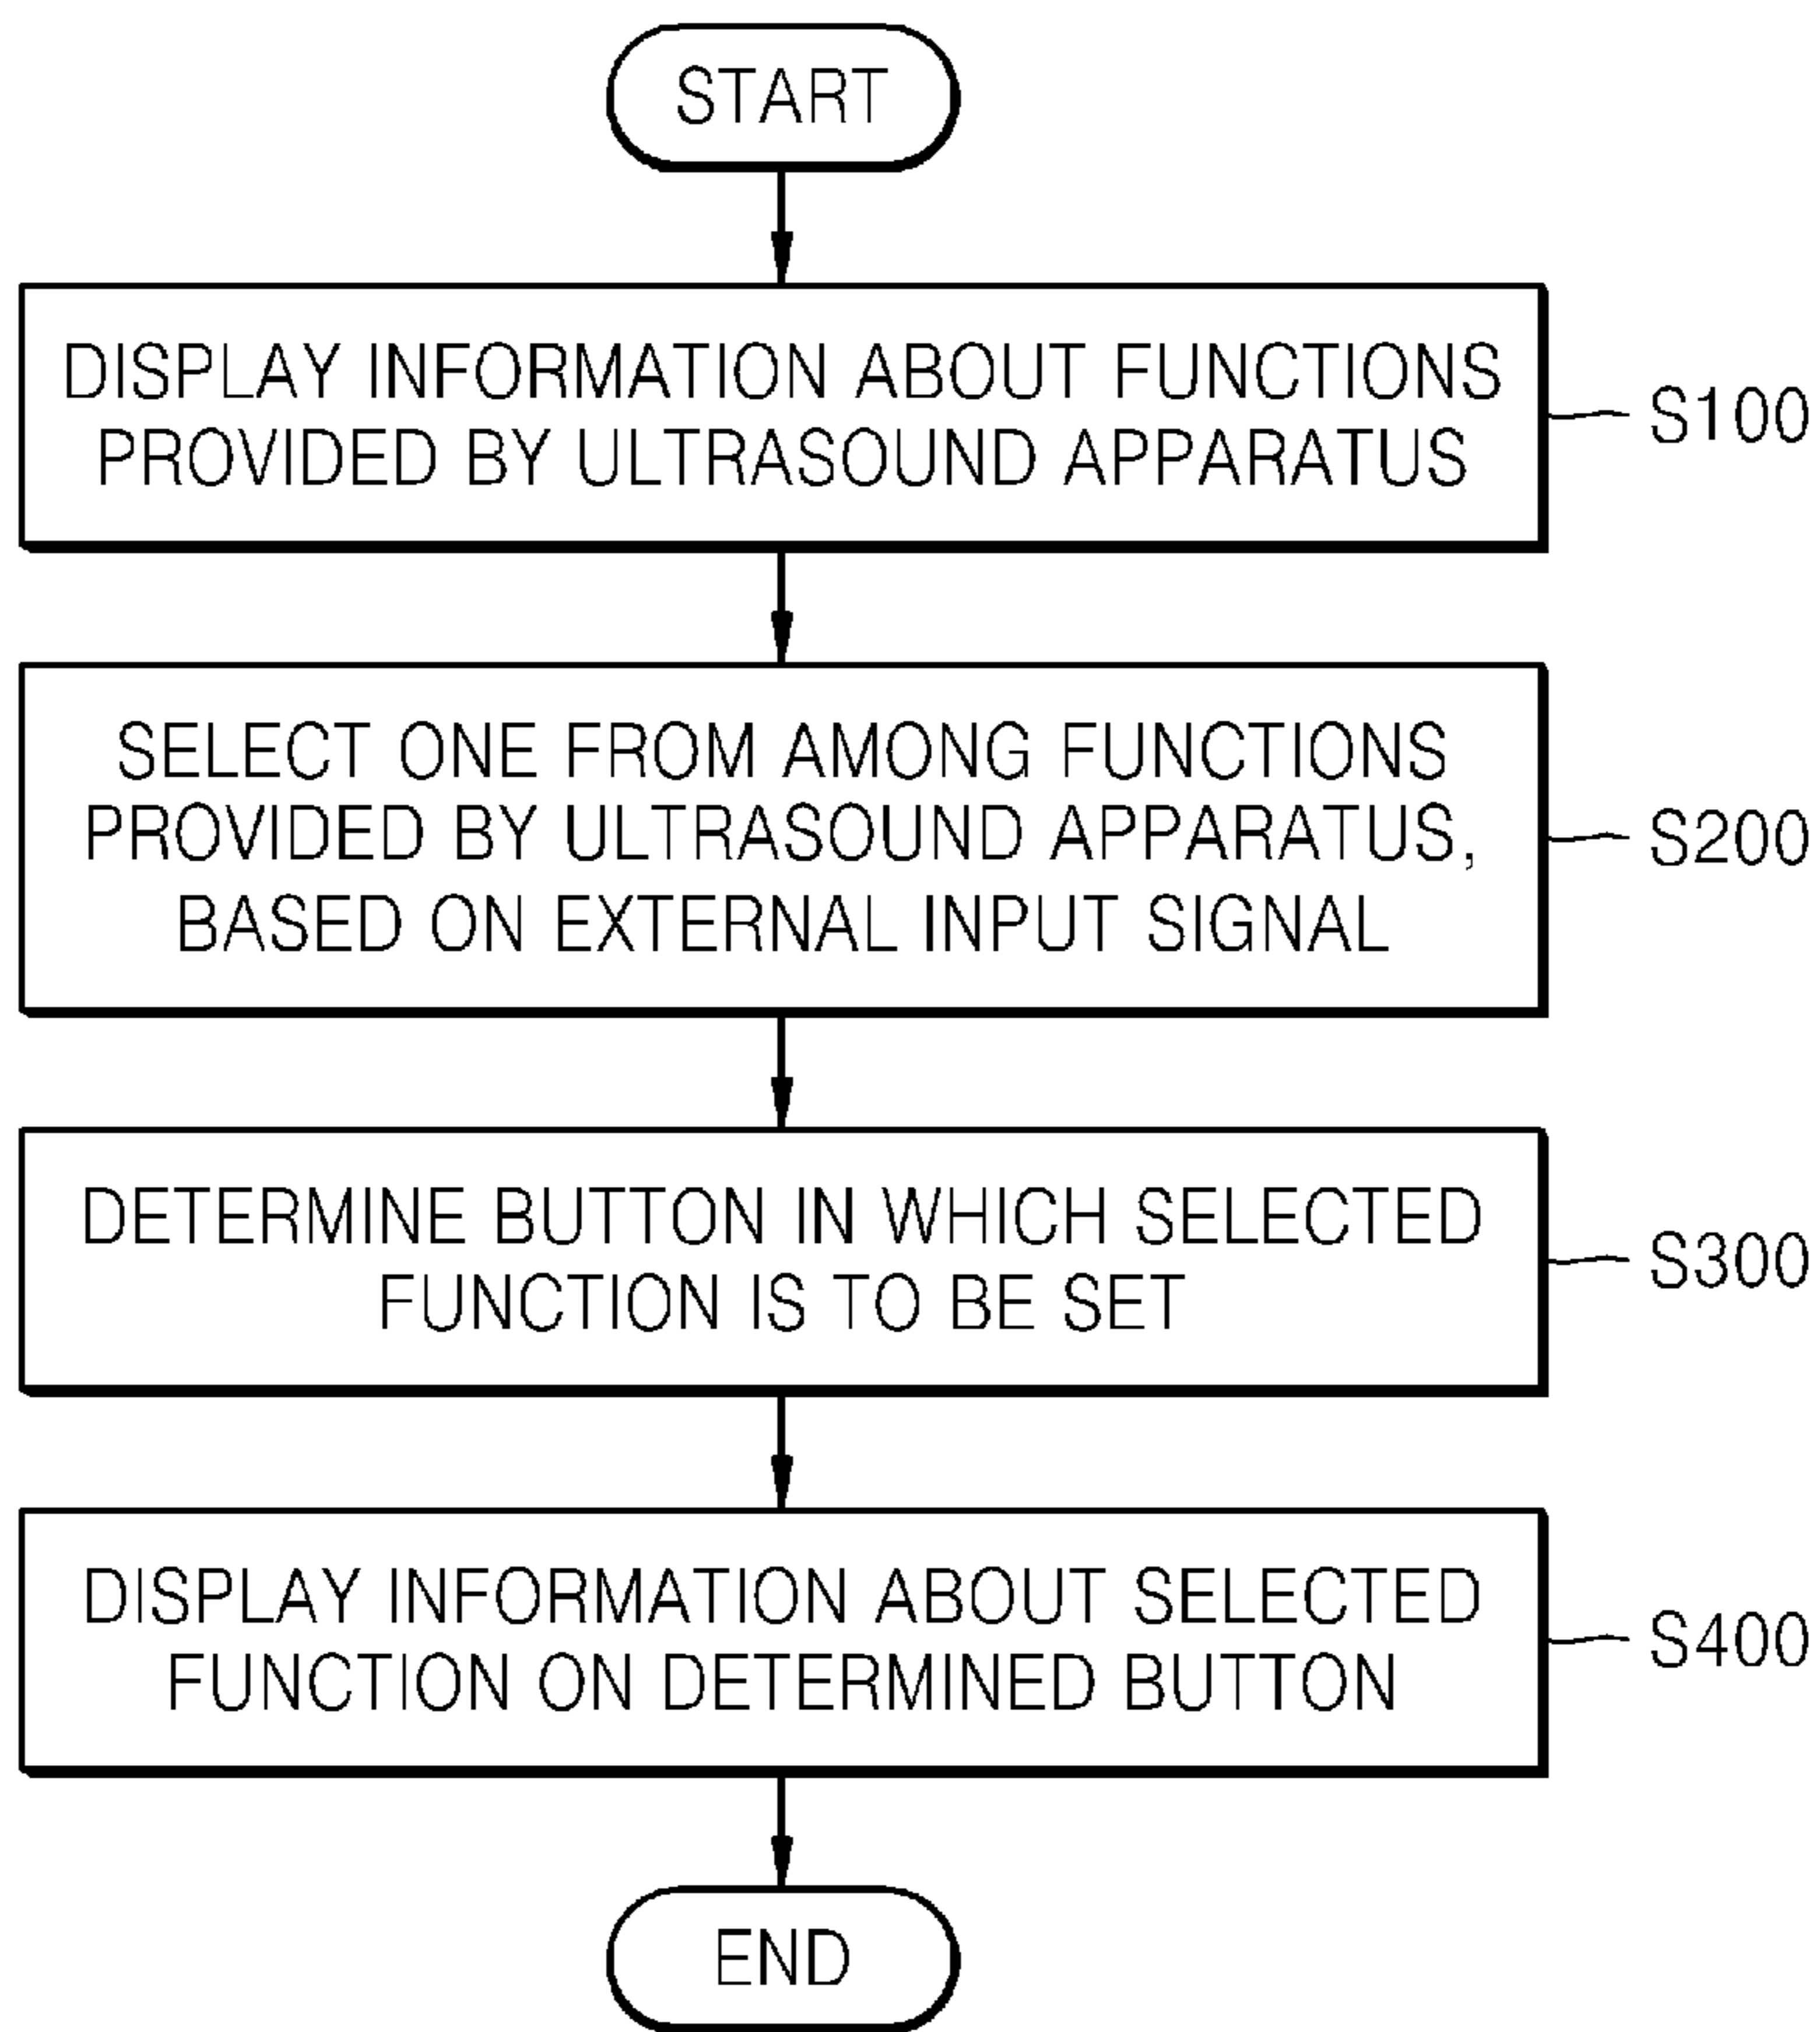 START
DISPLAY INFORMATION ABOUT FUNCTIONS
PROVIDED BY ULTRASOUND APPARATUS
S100
SELECT ONE FROM AMONG FUNCTIONS
PROVIDED BY ULTRASOUND APPARATUS,
BASED ON EXTERNAL INPUT SIGNAL
S200
DETERMINE BUTTON IN WHICH SELECTED
FUNCTION IS TO BE SET
S300
DISPLAY INFORMATION ABOUT SELECTED
FUNCTION ON DETERMINED BUTTON
S400
END